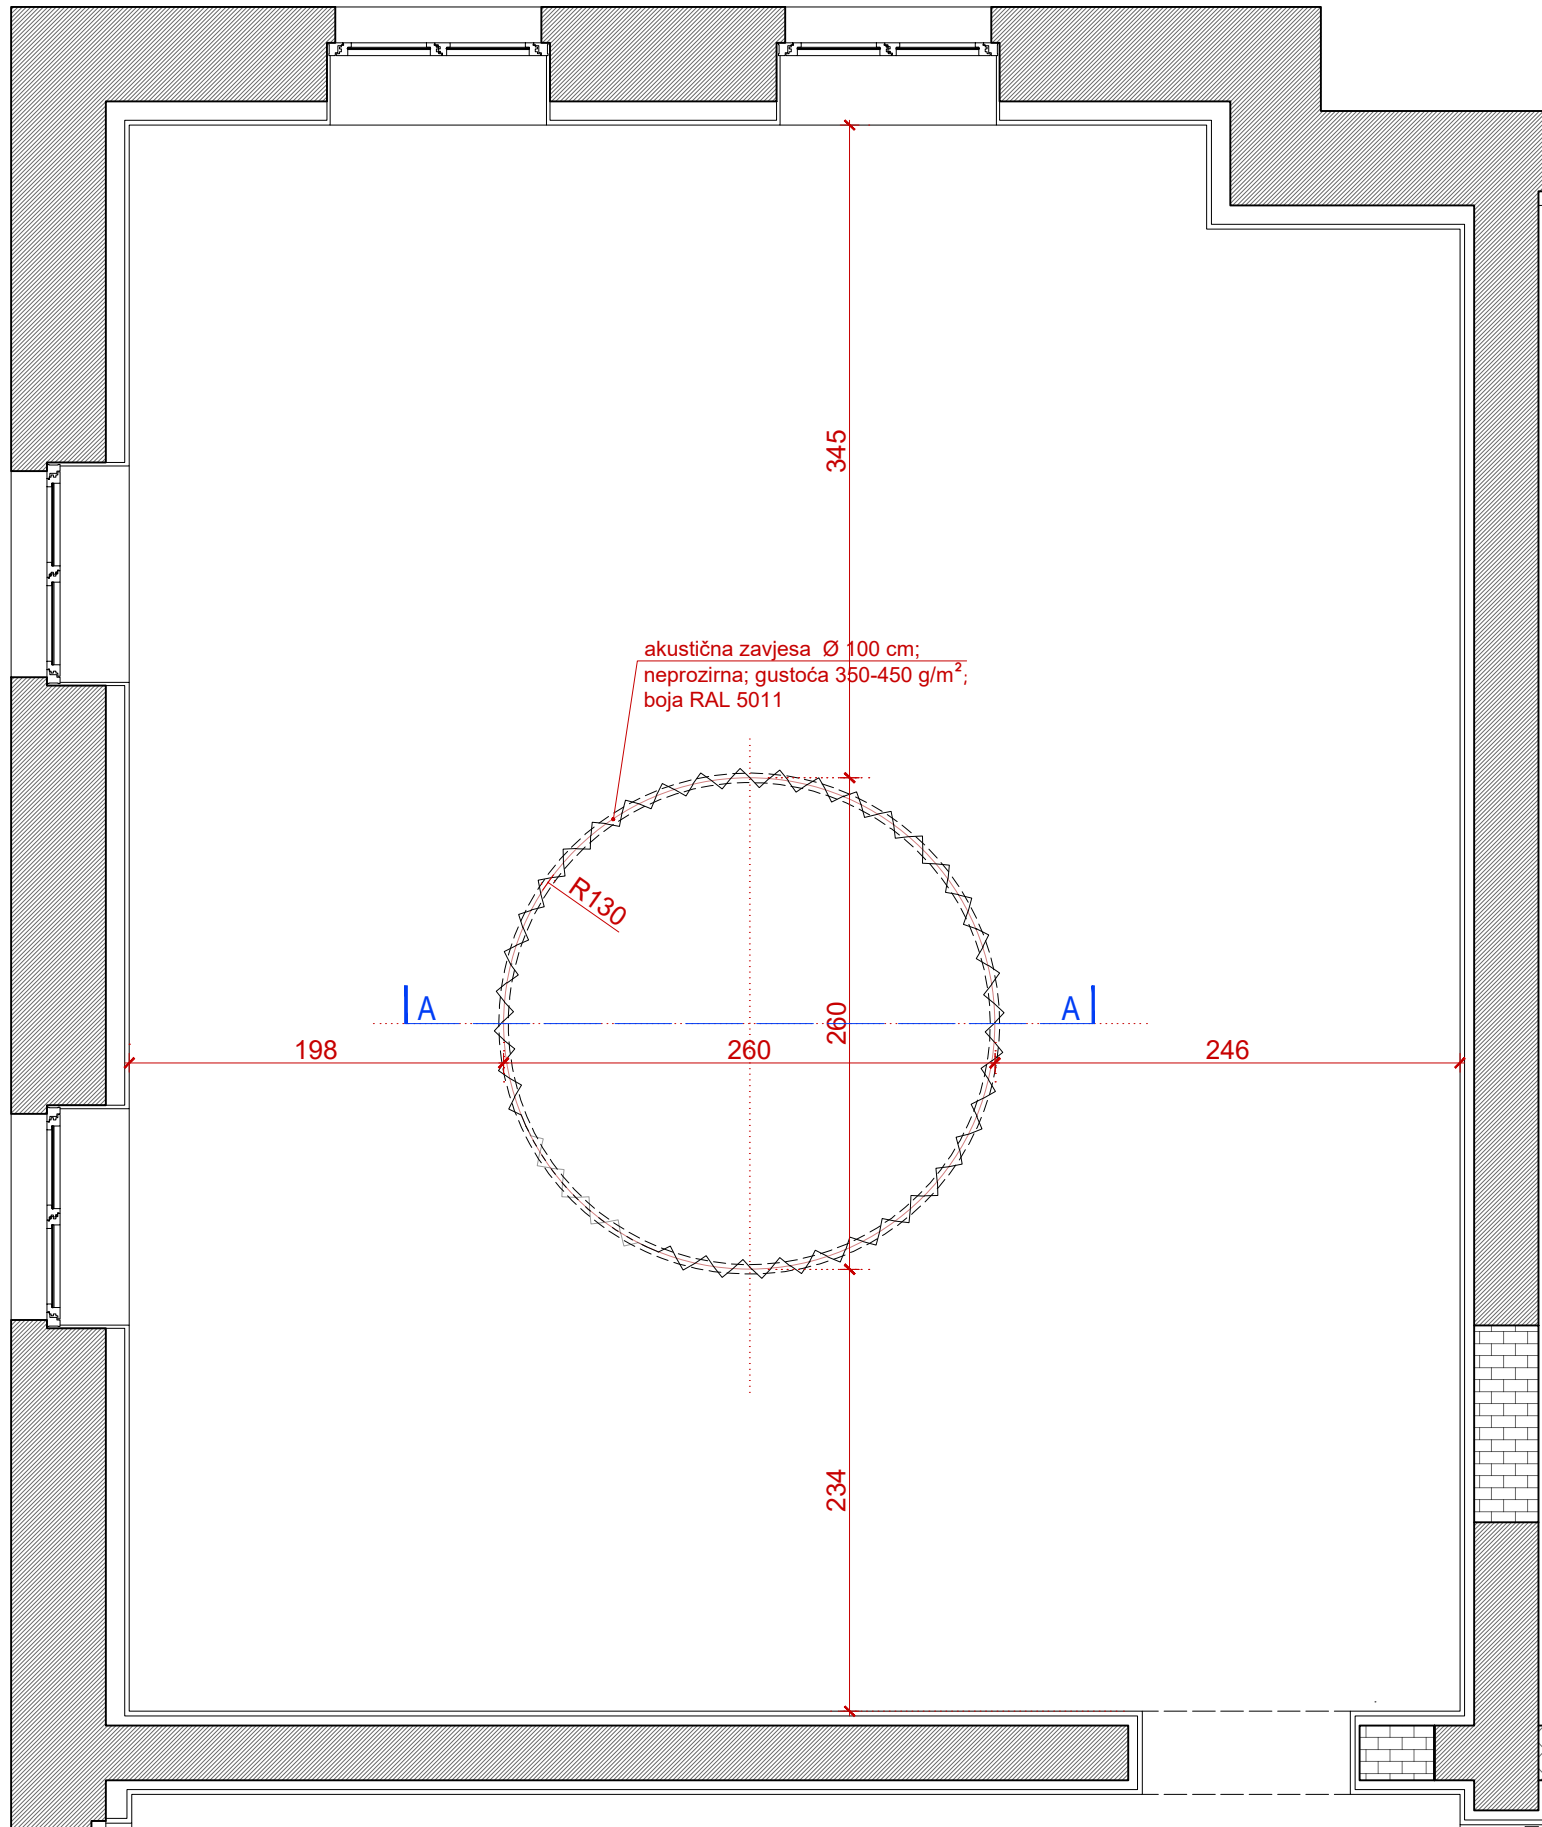 345
akustična zavjesa Ø 100 cm;
neprozirna; gustoća 350-450 g/m²;
boja RAL 5011
R130
A
A
260
198
260
246
234